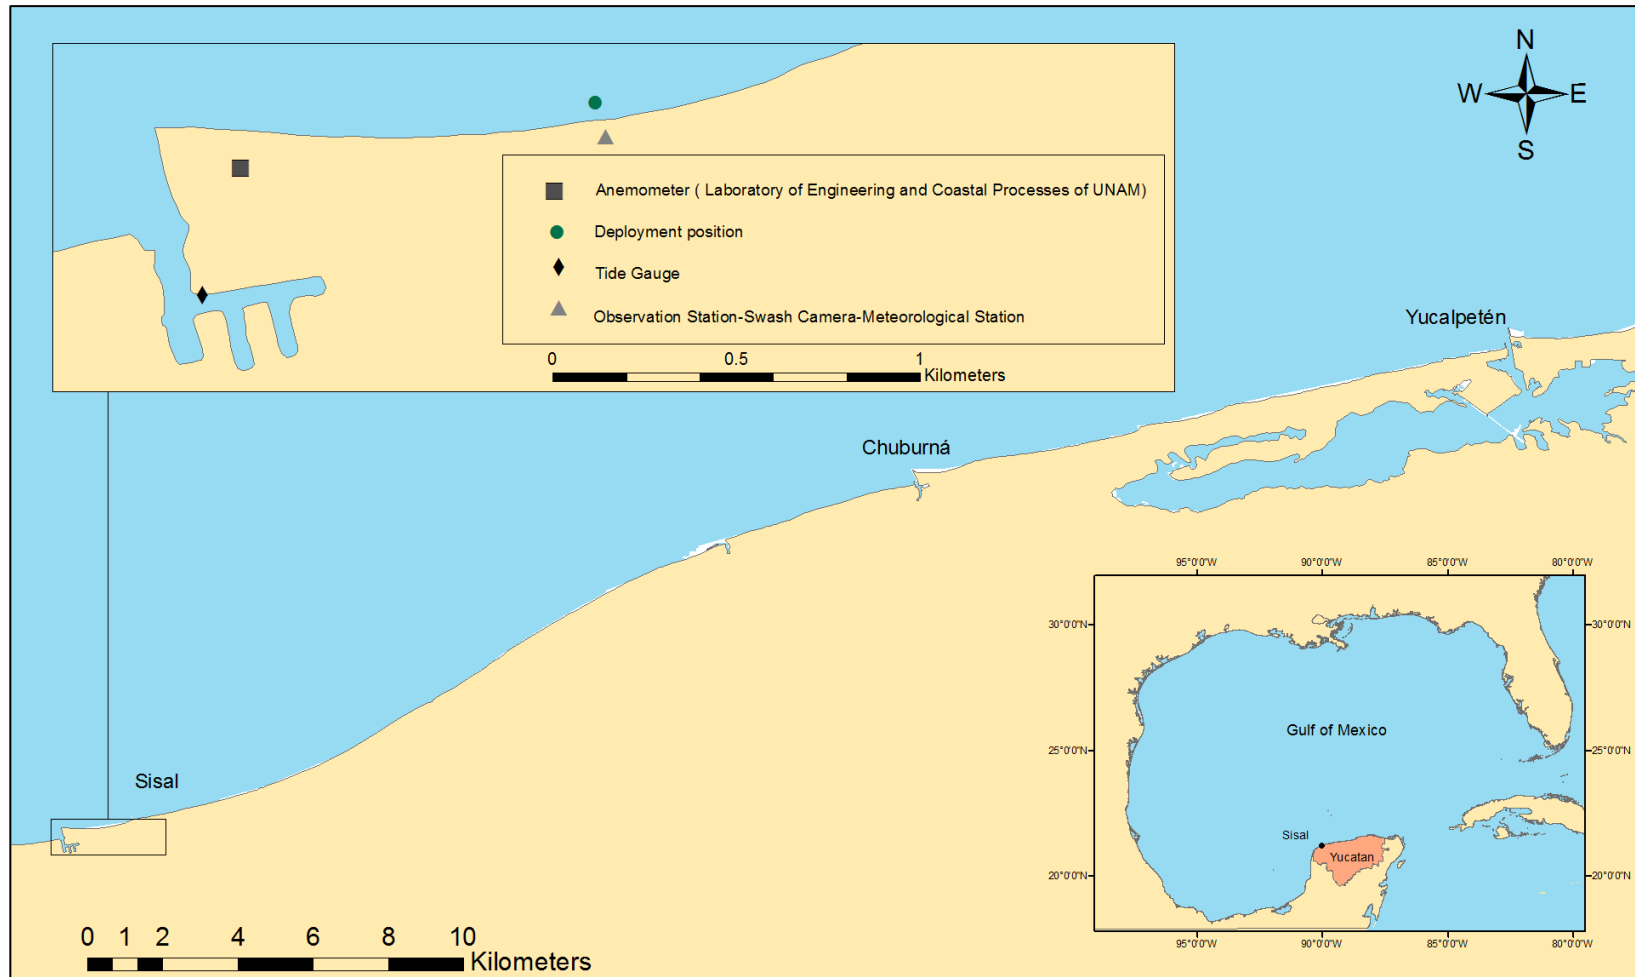 N
W E
S
Anemometer ( Laboratory of Engineering and Coastal Processes of UNAM)
Deployment position
Tide Gauge
Observation Station-Swash Camera-Meteorological Station
0 0.5 1
Kilometers
Yucalpetén
Chuburná
Sisal
95°0'0"W 90°0'0"W 85°0'0"W 80°0'0"W
30°0'0"N 30°0'0"N
Gulf of Mexico
25°0'0"N 25°0'0"N
Sisal
Yucatan
20°0'0"N 20°0'0"N
95°0'0"W 90°0'0"W 85°0'0"W 80°0'0"W
0 1 2 4 6 8 10
Kilometers